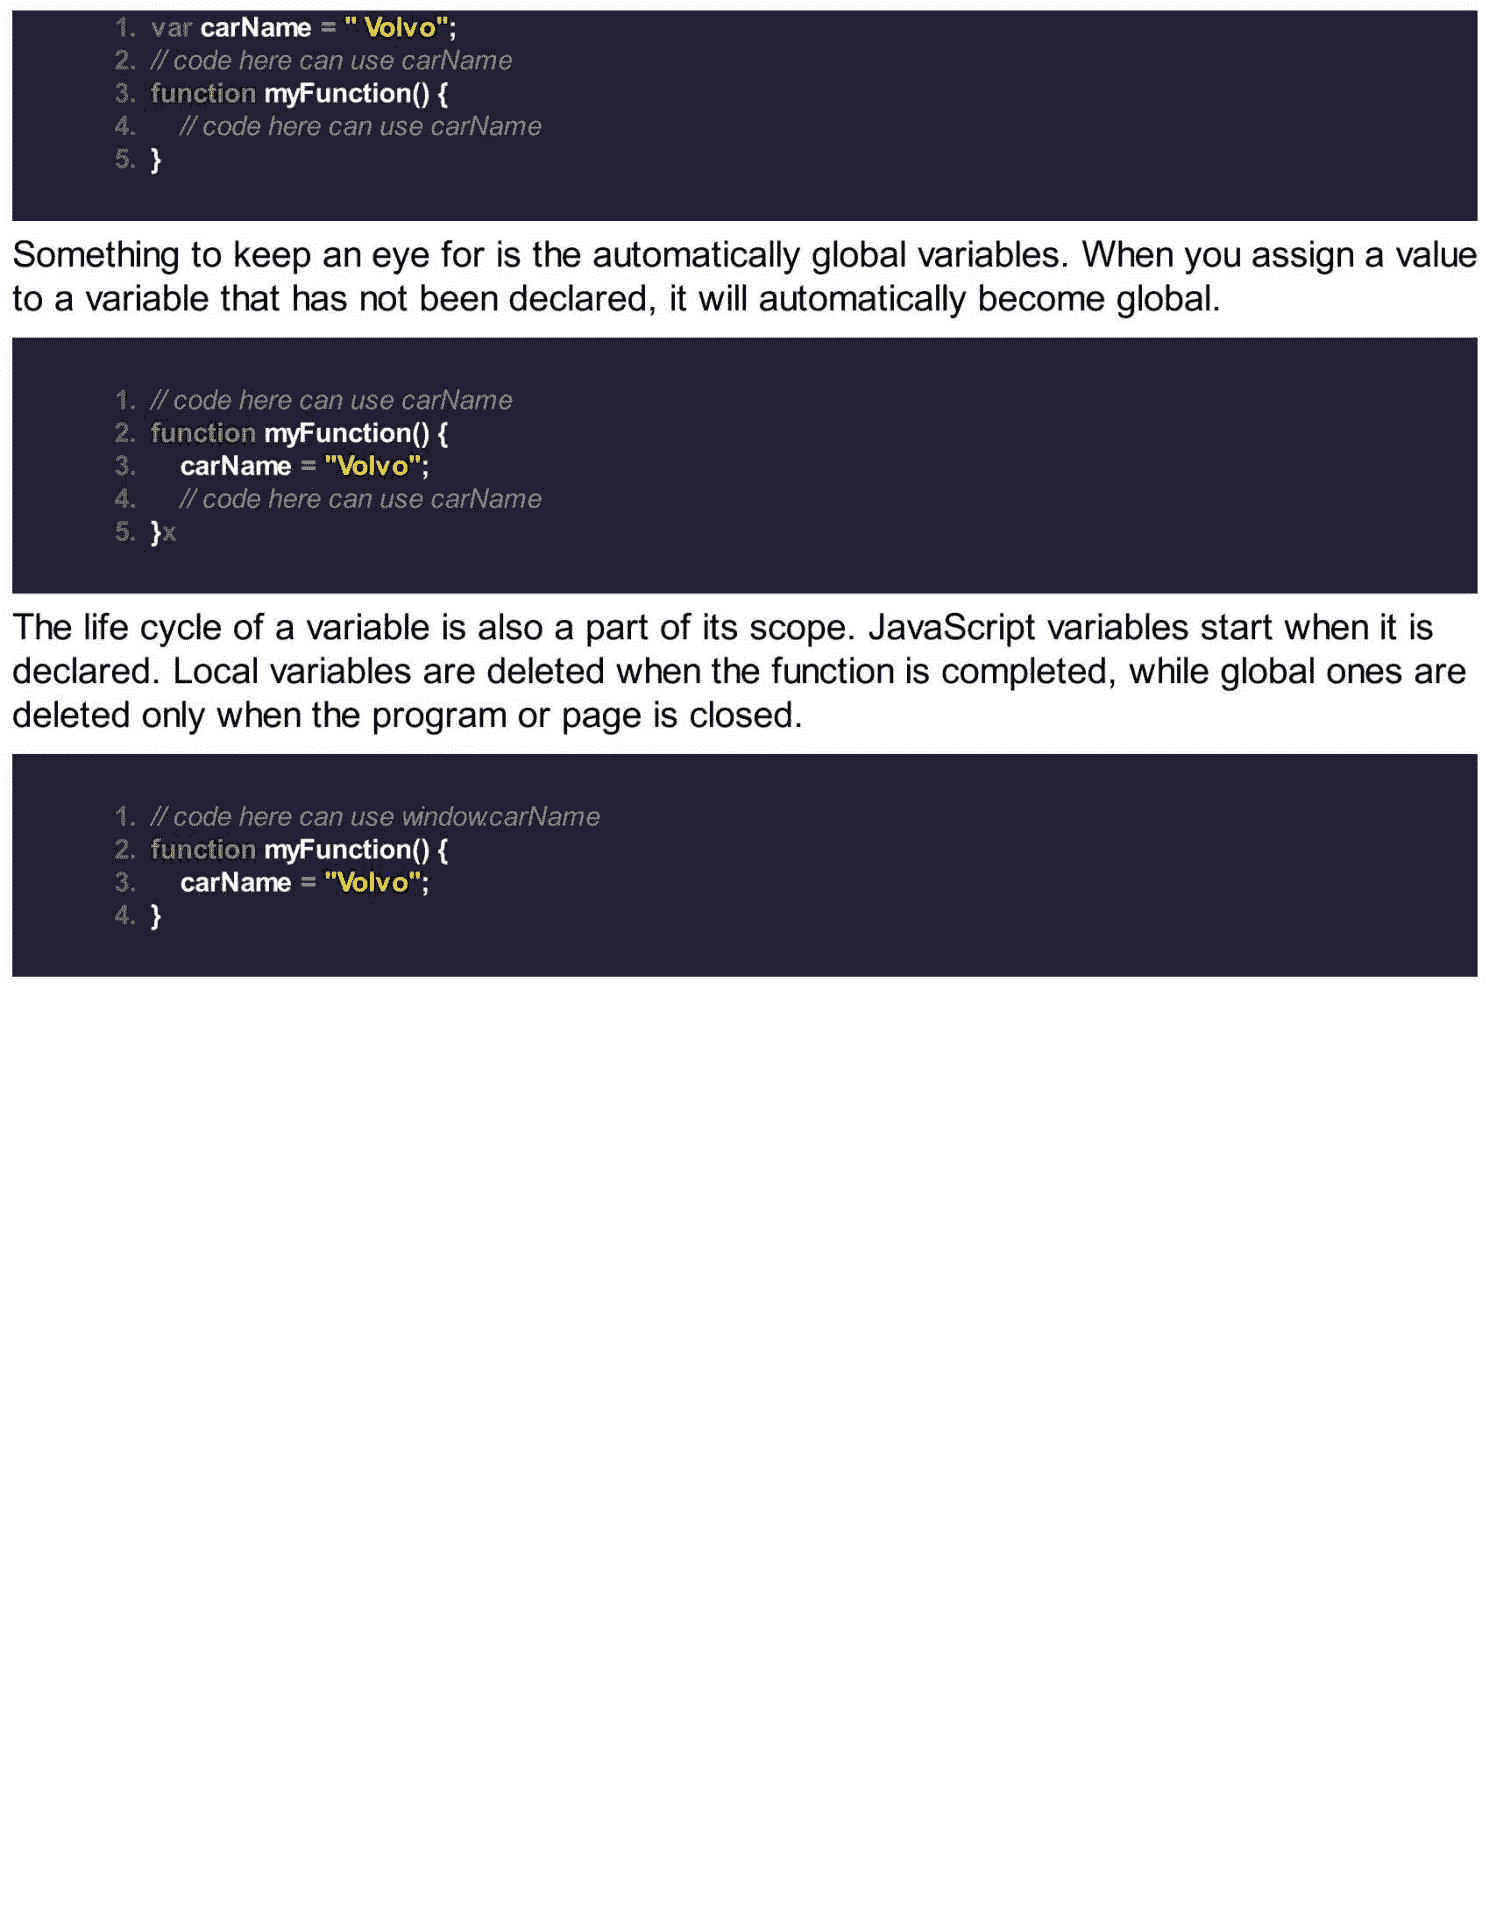 1. var carName = " Volvo";
2. // code here can use carName
3. function myFunction() {
4. // code here can use carName
5. }
Something to keep an eye for is the automatically global variables. When you assign a value
to a variable that has not been declared, it will automatically become global.
1. // code here can use carName
2. function myFunction() {
3. carName = "Volvo";
4. // code here can use carName
5. }x
The life cycle of a variable is also a part of its scope. JavaScript variables start when it is
declared. Local variables are deleted when the function is completed, while global ones are
deleted only when the program or page is closed.
1. // code here can use window.carName
2. function myFunction() {
3. carName = "Volvo";
4. }